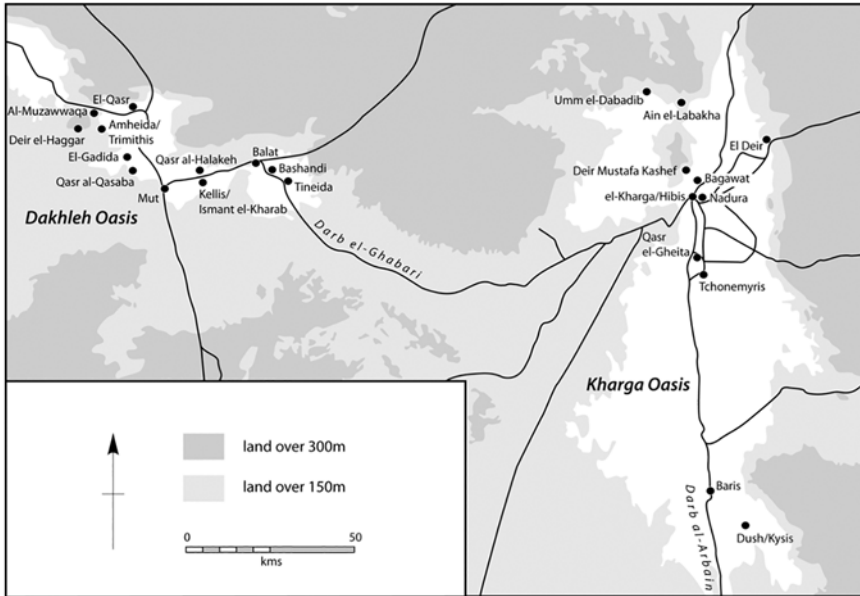 El-Qasr
Al-Muzawwaqa
Deir el-Haggar
Amheida/
Trimithis
El-Gadida
Qasr al-Qasaba
Qasr al-Halakeh
Balat
Bashandi
Tineida
Mut
Kellis/
Ismant el-Kharab
Dakhleh Oasis
Darb el-Ghabari
Umm el-Dabadib
Ain el-Labakha
El Deir
Deir Mustafa Kashef
Bagawat
el-Kharga/Hibis
Nadura
Qasr
el-Gheita
Tchonemyris
Kharga Oasis
Baris
Dush/Kysis
Darb al-Arbain
land over 300m
land over 150m
0
50
kms